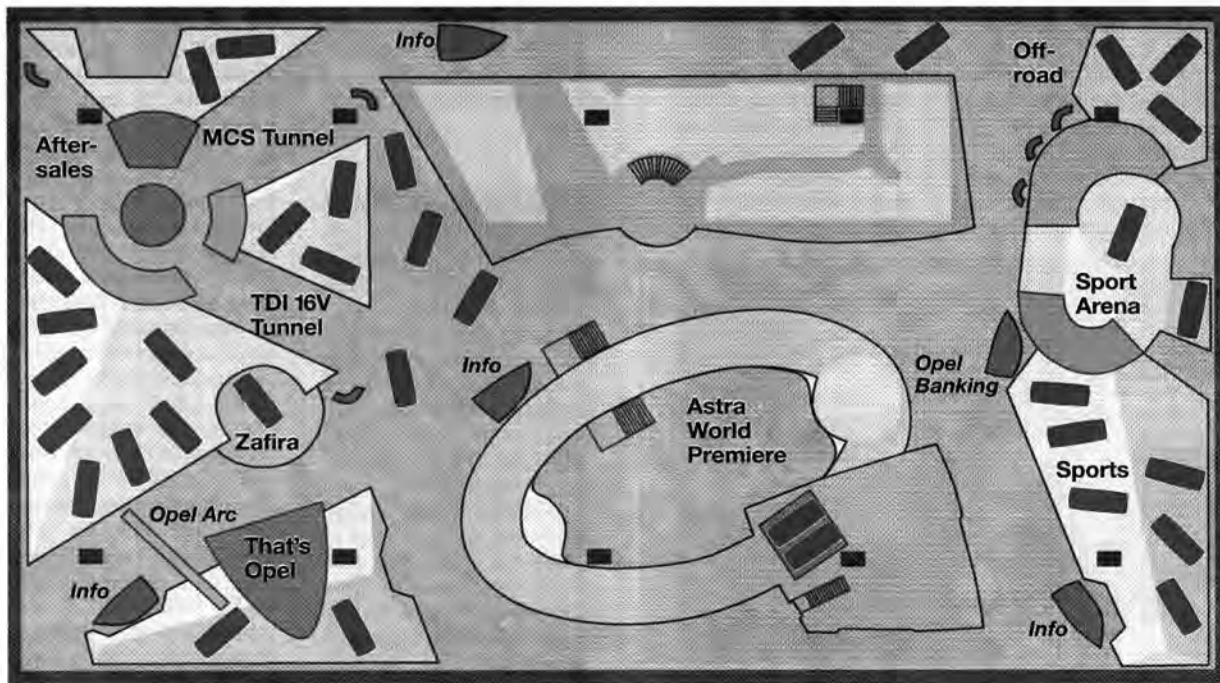 Info
Off-
road
MCS Tunnel
After-
sales
TDI 16V
Tunnel
Sport
Arena
Info
Opel
Banking
Astra
World
Premiere
Zafira
Sports
Opel Arc
That's
Opel
Info
Info